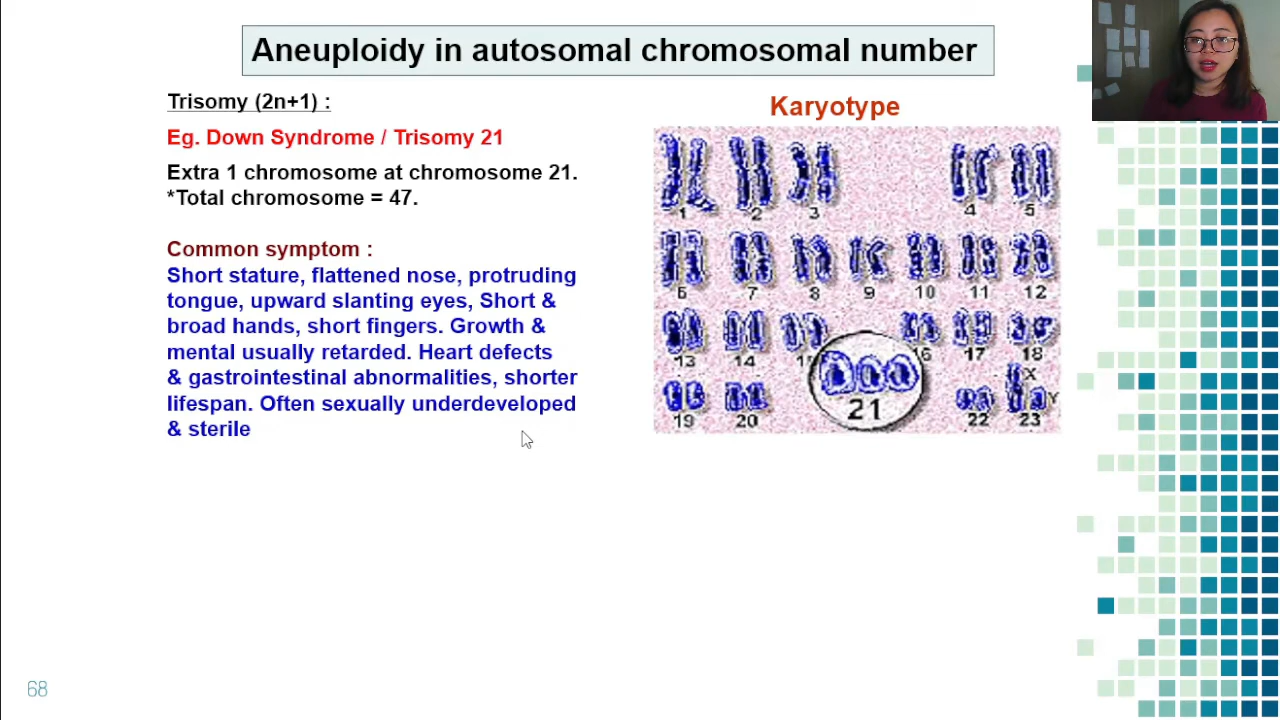 Aneuploidy in autosomal chromosomal number
Trisomy (2n+1) :
Eg. Down Syndrome / Trisomy 21
Extra 1 chromosome at chromosome 21.
*Total chromosome = 47.
Common symptom :
Short stature, flattened nose, protruding
tongue, upward slanting eyes, Short &
broad hands, short fingers. Growth &
mental usually retarded. Heart defects
& gastrointestinal abnormalities, shorter
lifespan. Often sexually underdeveloped
& sterile
Karyotype
1 2 3 4 5
6 7 8 9 10 11 12
13 14 15 16 17 18
X
19 20 21 22 23 Y
68